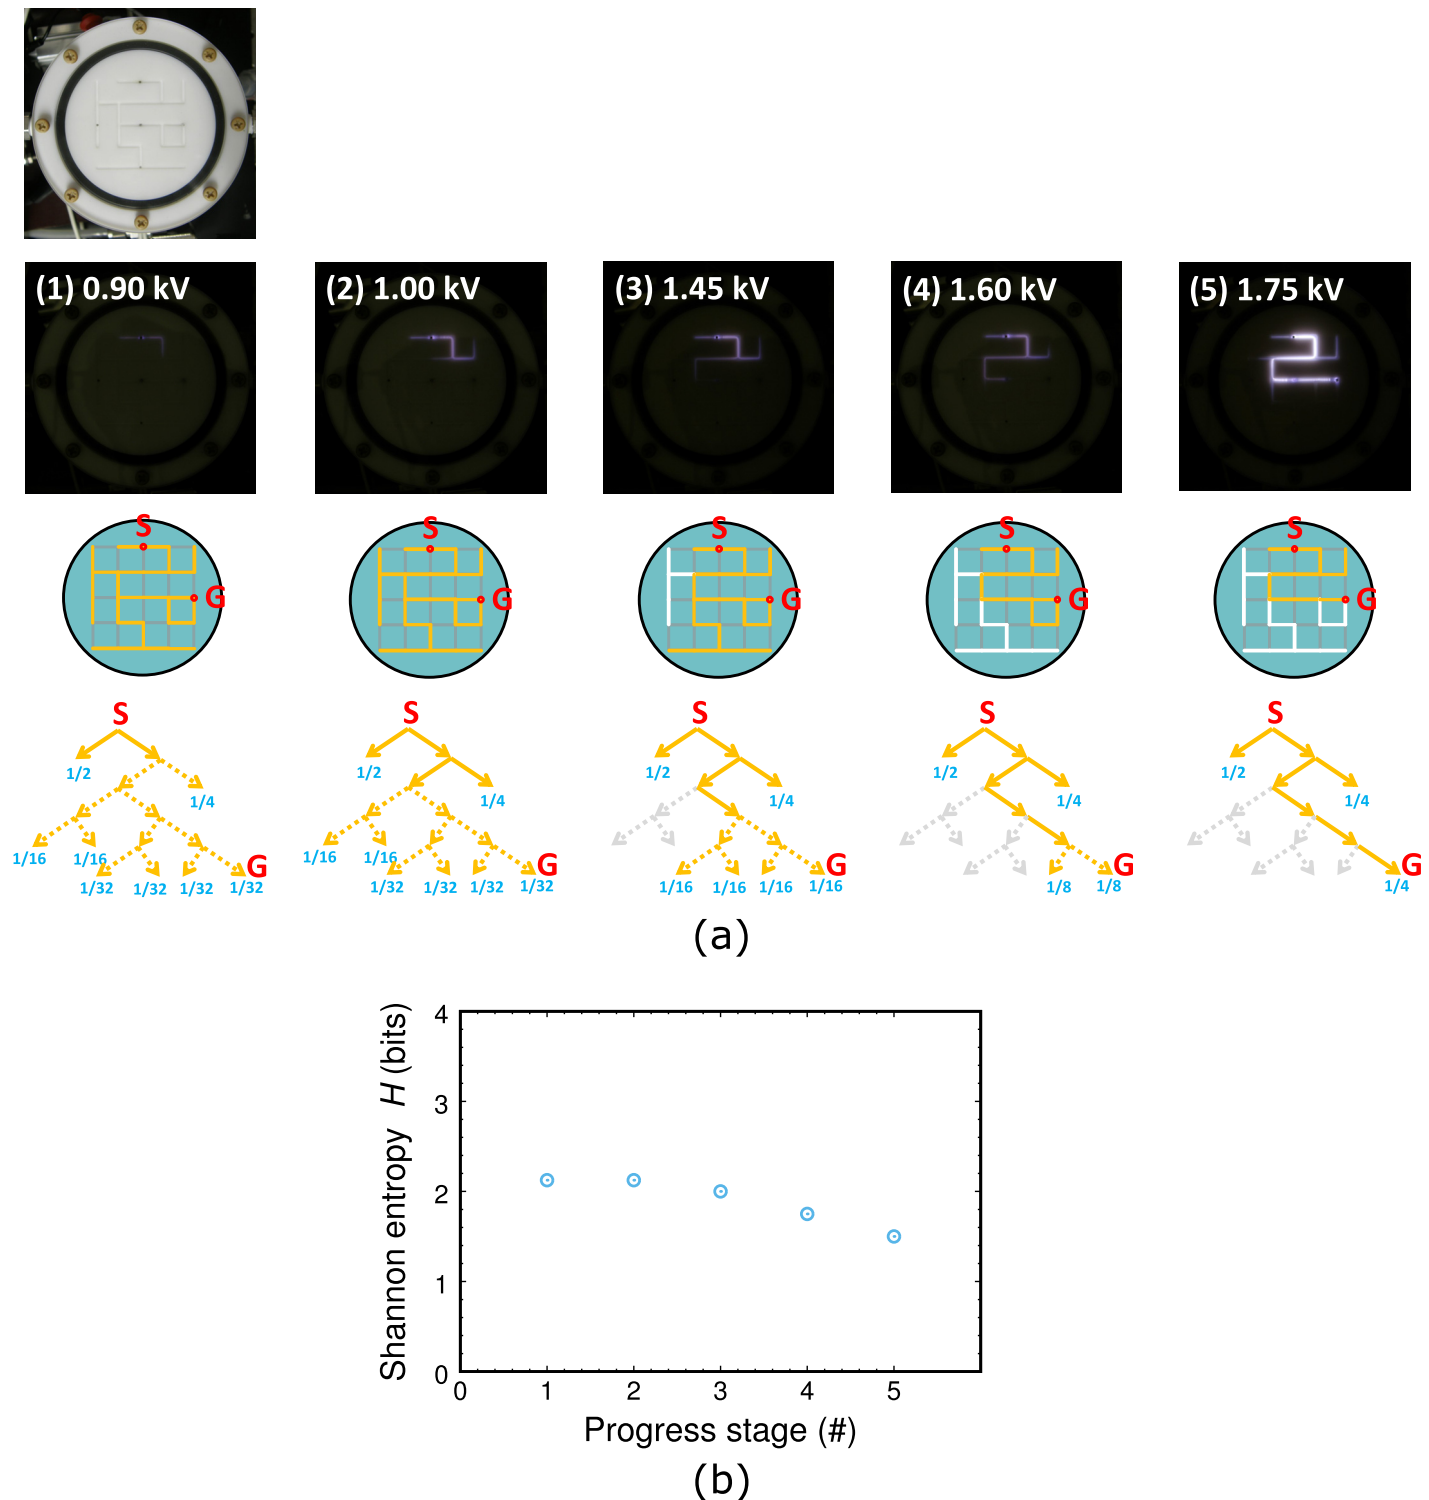 (1) 0.90 kV
(2) 1.00 kV
(3) 1.45 kV
(4) 1.60 kV
(5) 1.75 kV
S
S
S
S
S
G
G
G
G
G
S
S
S
S
S
1/2
1/4
1/16
1/16
1/32
1/32
1/32
1/32
G
1/2
1/4
1/16
1/16
1/32
1/32
1/32
1/32
G
1/2
1/4
1/16
1/16
1/16
1/16
G
1/2
1/4
1/8
1/8
G
1/2
1/4
1/4
G
(a)
Shannon entropy H (bits)
4
3
2
1
0
0 1 2 3 4 5
Progress stage (#)
(b)